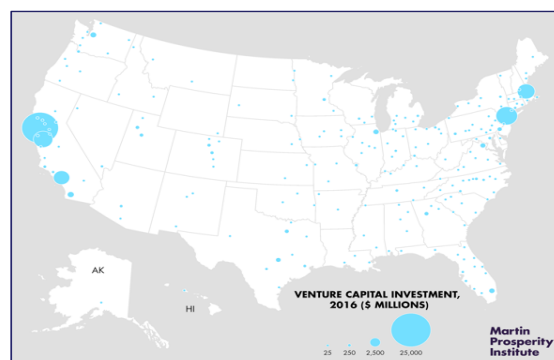 AK
HI
VENTURE CAPITAL INVESTMENT,
2016 ($ MILLIONS)
25 250 2,500 25,000
Martin
Prosperity
Institute